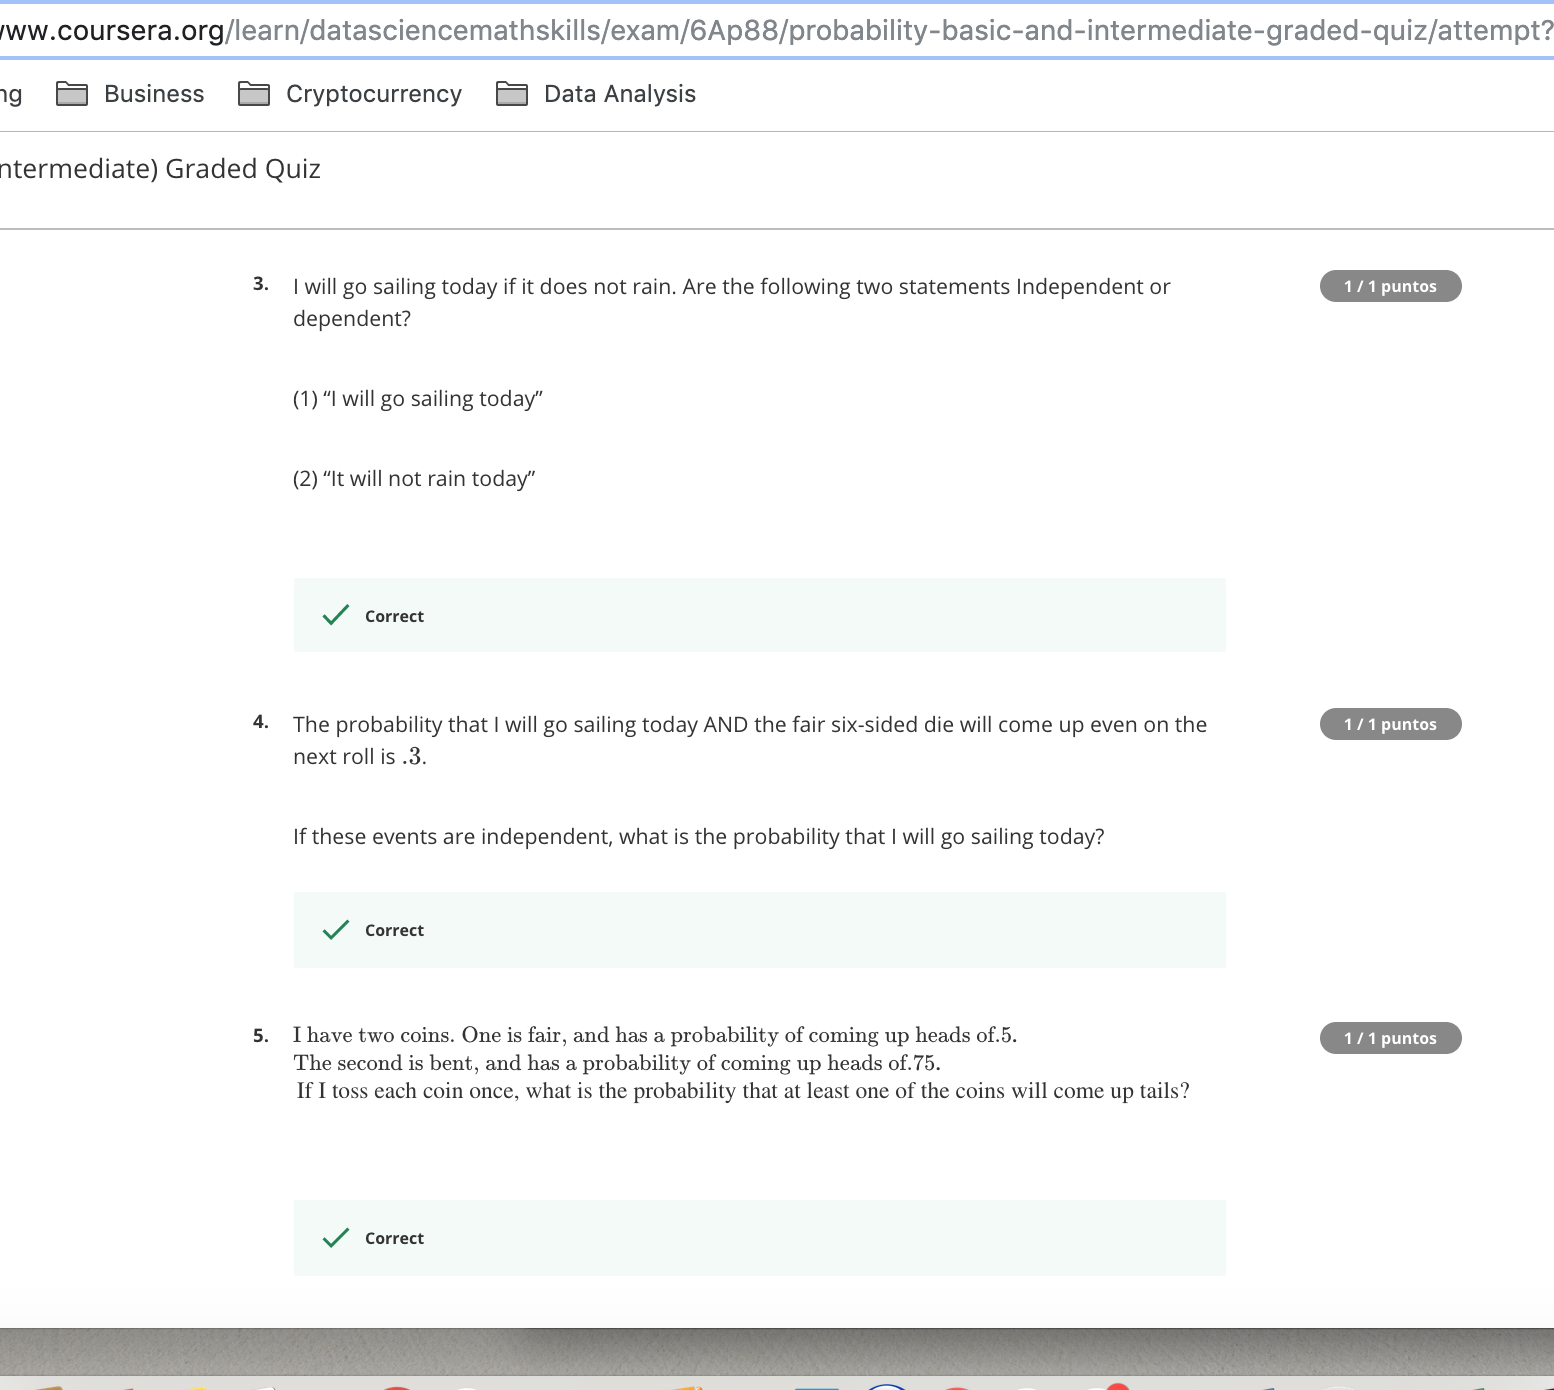 www.coursera.org/learn/datasciencemathskills/exam/6Ap88/probability-basic-and-intermediate-graded-quiz/attempt?
ng Business Cryptocurrency Data Analysis
ntermediate) Graded Quiz
3. I will go sailing today if it does not rain. Are the following two statements Independent or
dependent?
1 / 1 puntos
(1) “I will go sailing today”
(2) “It will not rain today”
Correct
4. The probability that I will go sailing today AND the fair six-sided die will come up even on the
next roll is .3.
1 / 1 puntos
If these events are independent, what is the probability that I will go sailing today?
Correct
5. I have two coins. One is fair, and has a probability of coming up heads of.5.
The second is bent, and has a probability of coming up heads of.75.
If I toss each coin once, what is the probability that at least one of the coins will come up tails?
1 / 1 puntos
Correct